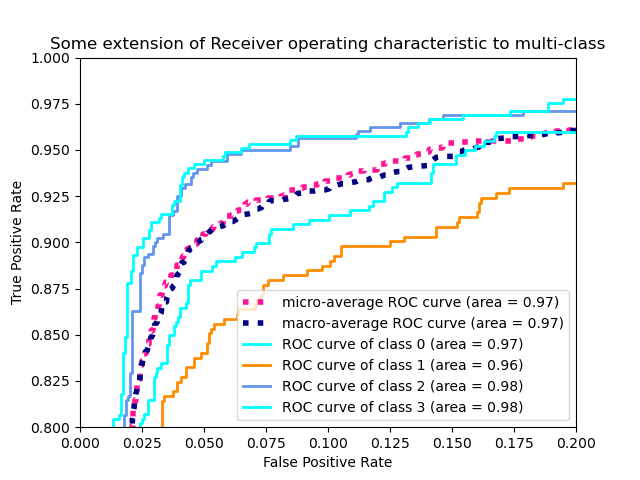 Some extension of Receiver operating characteristic to multi-class
True Positive Rate
1.000
0.975
0.950
0.925
0.900
0.875
0.850
0.825
0.800
micro-average ROC curve (area = 0.97)
macro-average ROC curve (area = 0.97)
ROC curve of class 0 (area = 0.97)
ROC curve of class 1 (area = 0.96)
ROC curve of class 2 (area = 0.98)
ROC curve of class 3 (area = 0.98)
0.000 0.025 0.050 0.075 0.100 0.125 0.150 0.175 0.200
False Positive Rate